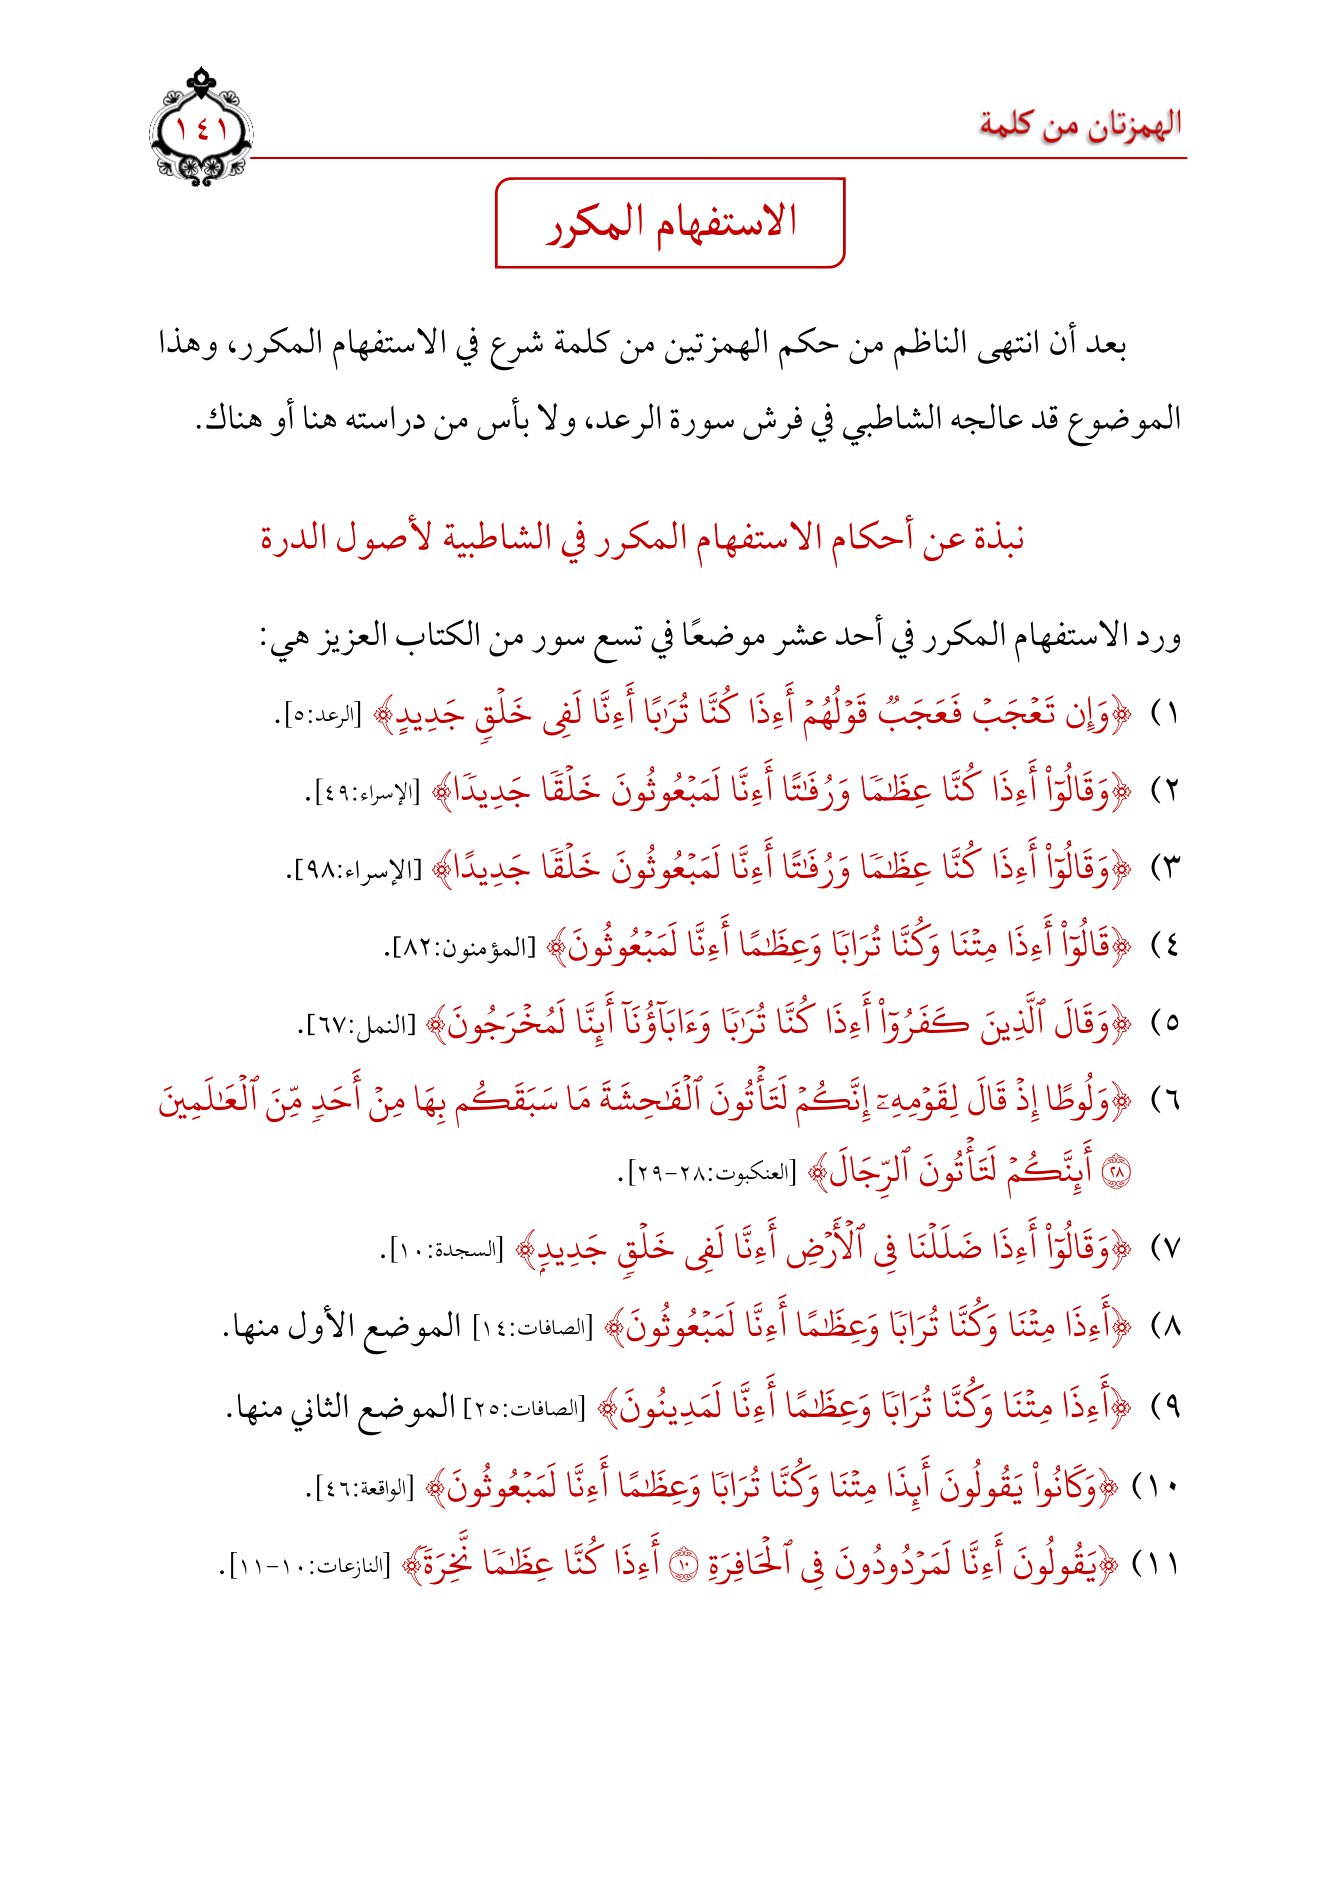 الهمزتان من كلمة
١٤١
الاستفهام المكرر
بعد أن انتهى الناظم من حكم الهمزتين من كلمة شرع في الاستفهام المكرر، وهذا
الموضوع قد عالجه الشاطبي في فرش سورة الرعد، ولا بأس من دراسته هنا أو هناك.
نبذة عن أحكام الاستفهام المكرر في الشاطبية لأصول الدرة
ورد الاستفهام المكرر في أحد عشر موضعًا في تسع سور من الكتاب العزيز هي:
١) ﴿وَإِن تَعۡجَبۡ فَعَجَبٞ قَوۡلُهُمۡ أَءِذَا كُنَّا تُرَٰبًا أَءِنَّا لَفِى خَلۡقٖ جَدِيدٍ﴾ [الرعد:٥].
٢) ﴿وَقَالُوٓاْ أَءِذَا كُنَّا عِظَٰمٗا وَرُفَٰتًا أَءِنَّا لَمَبۡعُوثُونَ خَلۡقٗا جَدِيدٗا﴾ [الإسراء:٤٩].
٣) ﴿وَقَالُوٓاْ أَءِذَا كُنَّا عِظَٰمٗا وَرُفَٰتًا أَءِنَّا لَمَبۡعُوثُونَ خَلۡقٗا جَدِيدًا﴾ [الإسراء:٩٨].
٤) ﴿قَالُوٓاْ أَءِذَا مِتۡنَا وَكُنَّا تُرَابٗا وَعِظَٰمًا أَءِنَّا لَمَبۡعُوثُونَ﴾ [المؤمنون:٨٢].
٥) ﴿وَقَالَ ٱلَّذِينَ كَفَرُوٓاْ أَءِذَا كُنَّا تُرَٰبٗا وَءَابَآؤُنَآ أَئِنَّا لَمُخۡرَجُونَ﴾ [النمل:٦٧].
٦) ﴿وَلُوطًا إِذۡ قَالَ لِقَوۡمِهِۦٓ إِنَّكُمۡ لَتَأۡتُونَ ٱلۡفَٰحِشَةَ مَا سَبَقَكُم بِهَا مِنۡ أَحَدٖ مِّنَ ٱلۡعَٰلَمِينَ
٢٨ أَئِنَّكُمۡ لَتَأۡتُونَ ٱلرِّجَالَ﴾ [العنكبوت:٢٨-٢٩].
٧) ﴿وَقَالُوٓاْ أَءِذَا ضَلَلۡنَا فِى ٱلۡأَرۡضِ أَءِنَّا لَفِى خَلۡقٖ جَدِيدِۭ﴾ [السجدة:١٠].
٨) ﴿أَءِذَا مِتۡنَا وَكُنَّا تُرَابٗا وَعِظَٰمًا أَءِنَّا لَمَبۡعُوثُونَ﴾ [الصافات:١٤] الموضع الأول منها.
٩) ﴿أَءِذَا مِتۡنَا وَكُنَّا تُرَابٗا وَعِظَٰمًا أَءِنَّا لَمَدِينُونَ﴾ [الصافات:٢٥] الموضع الثاني منها.
١٠) ﴿وَكَانُواْ يَقُولُونَ أَئِذَا مِتۡنَا وَكُنَّا تُرَابٗا وَعِظَٰمًا أَءِنَّا لَمَبۡعُوثُونَ﴾ [الواقعة:٤٦].
١١) ﴿يَقُولُونَ أَءِنَّا لَمَرۡدُودُونَ فِى ٱلۡحَافِرَةِ ١٠ أَءِذَا كُنَّا عِظَٰمٗا نَّخِرَةٗ﴾ [النازعات:١٠-١١].